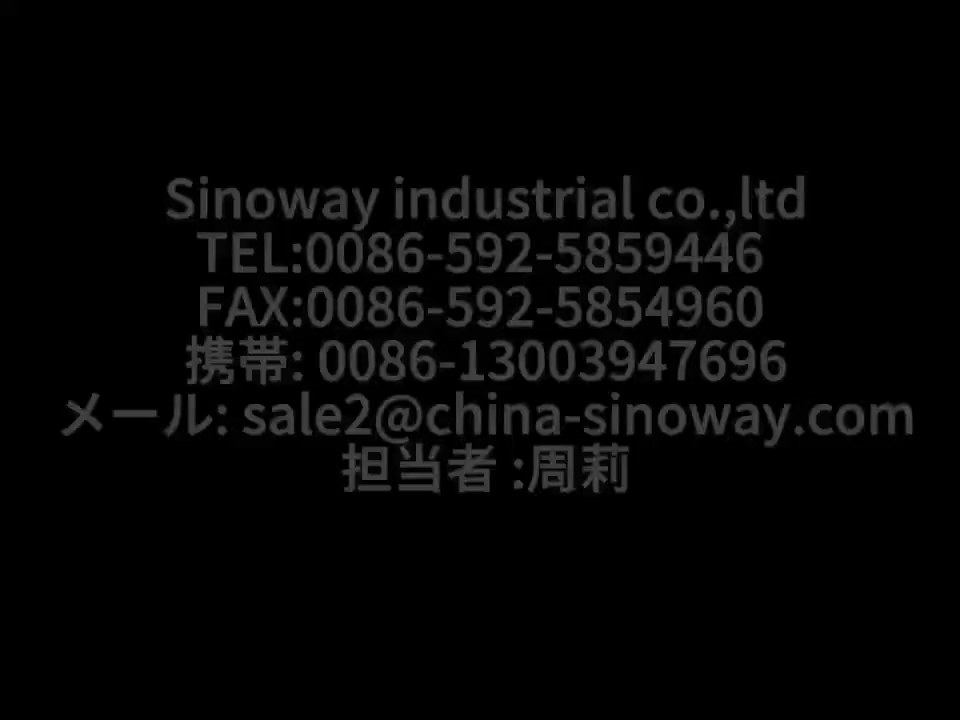 Sinoway industrial co.,ltd
TEL:0086-592-5859446
FAX:0086-592-5854960
携帯: 0086-13003947696
メール: sale2@china-sinoway.com
担当者 :周莉